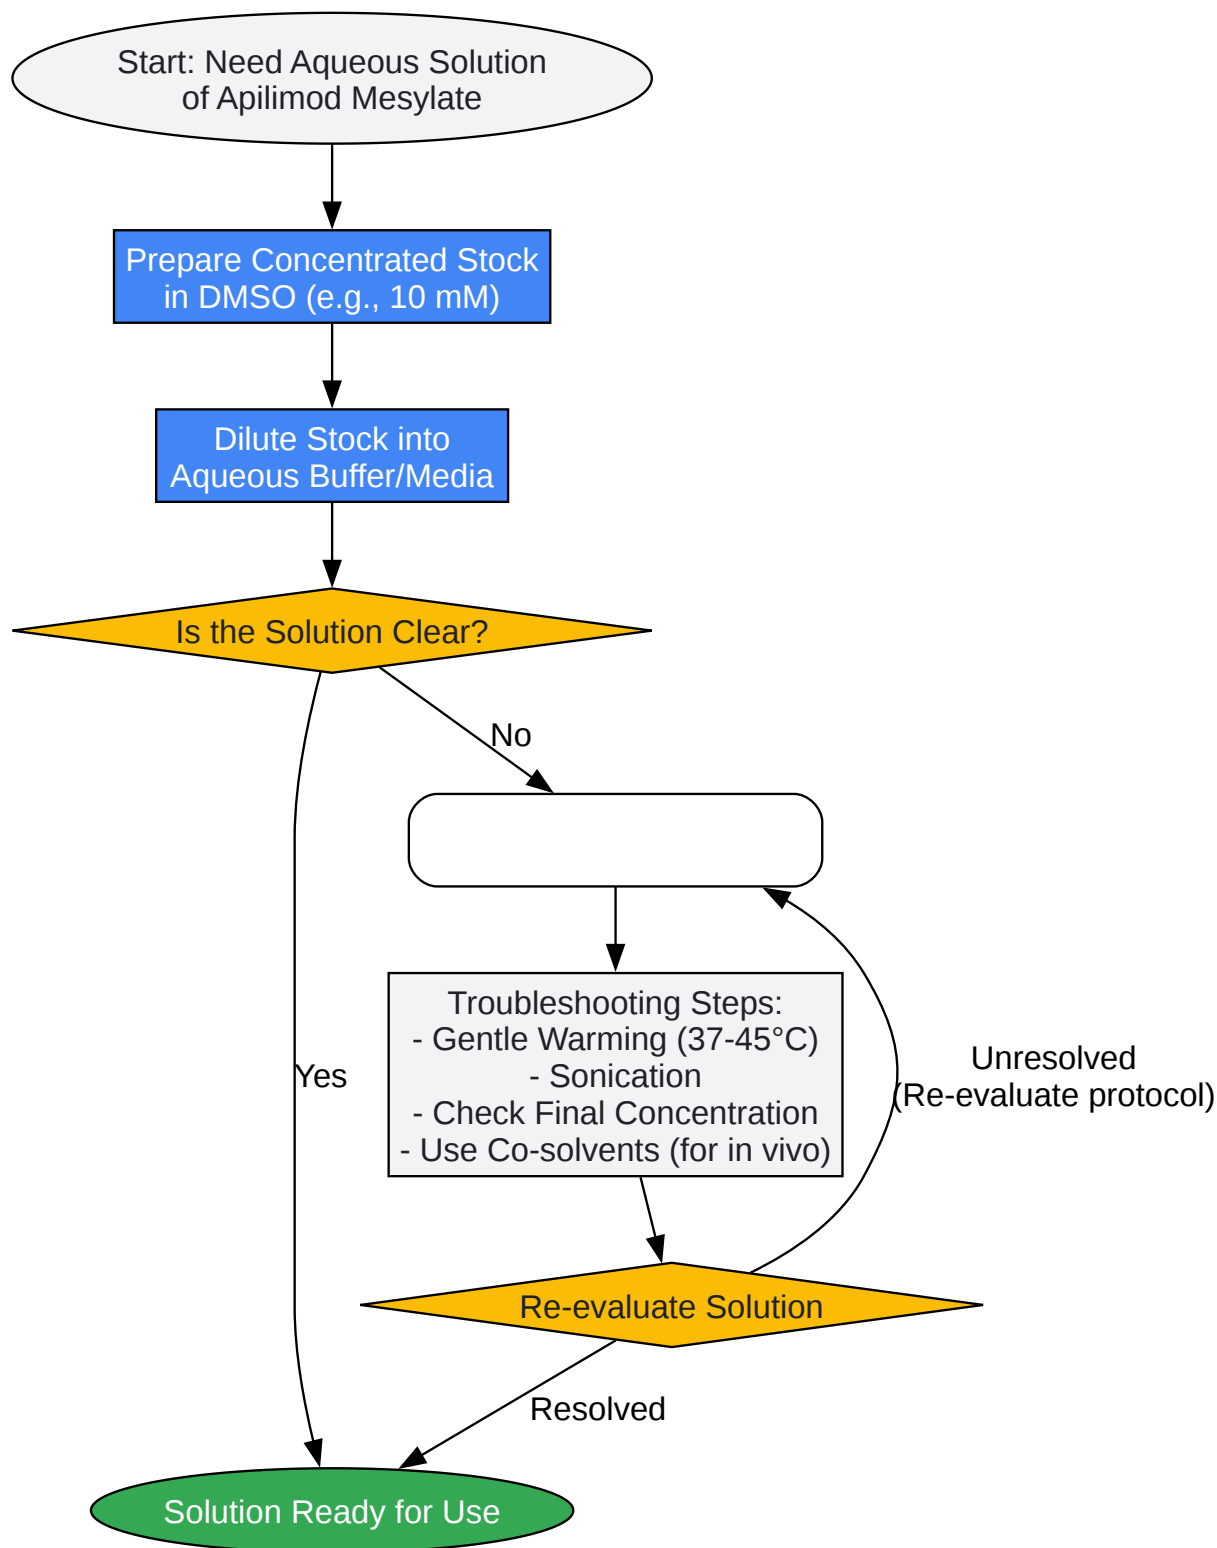 Start: Need Aqueous Solution
of Apilimod Mesylate
Prepare Concentrated Stock
in DMSO (e.g., 10 mM)
Dilute Stock into
Aqueous Buffer/Media
Is the Solution Clear?
No
Troubleshooting Steps:
- Gentle Warming (37-45°C)
- Sonication
- Check Final Concentration
- Use Co-solvents (for in vivo)
Yes
Unresolved
(Re-evaluate protocol)
Re-evaluate Solution
Resolved
Solution Ready for Use